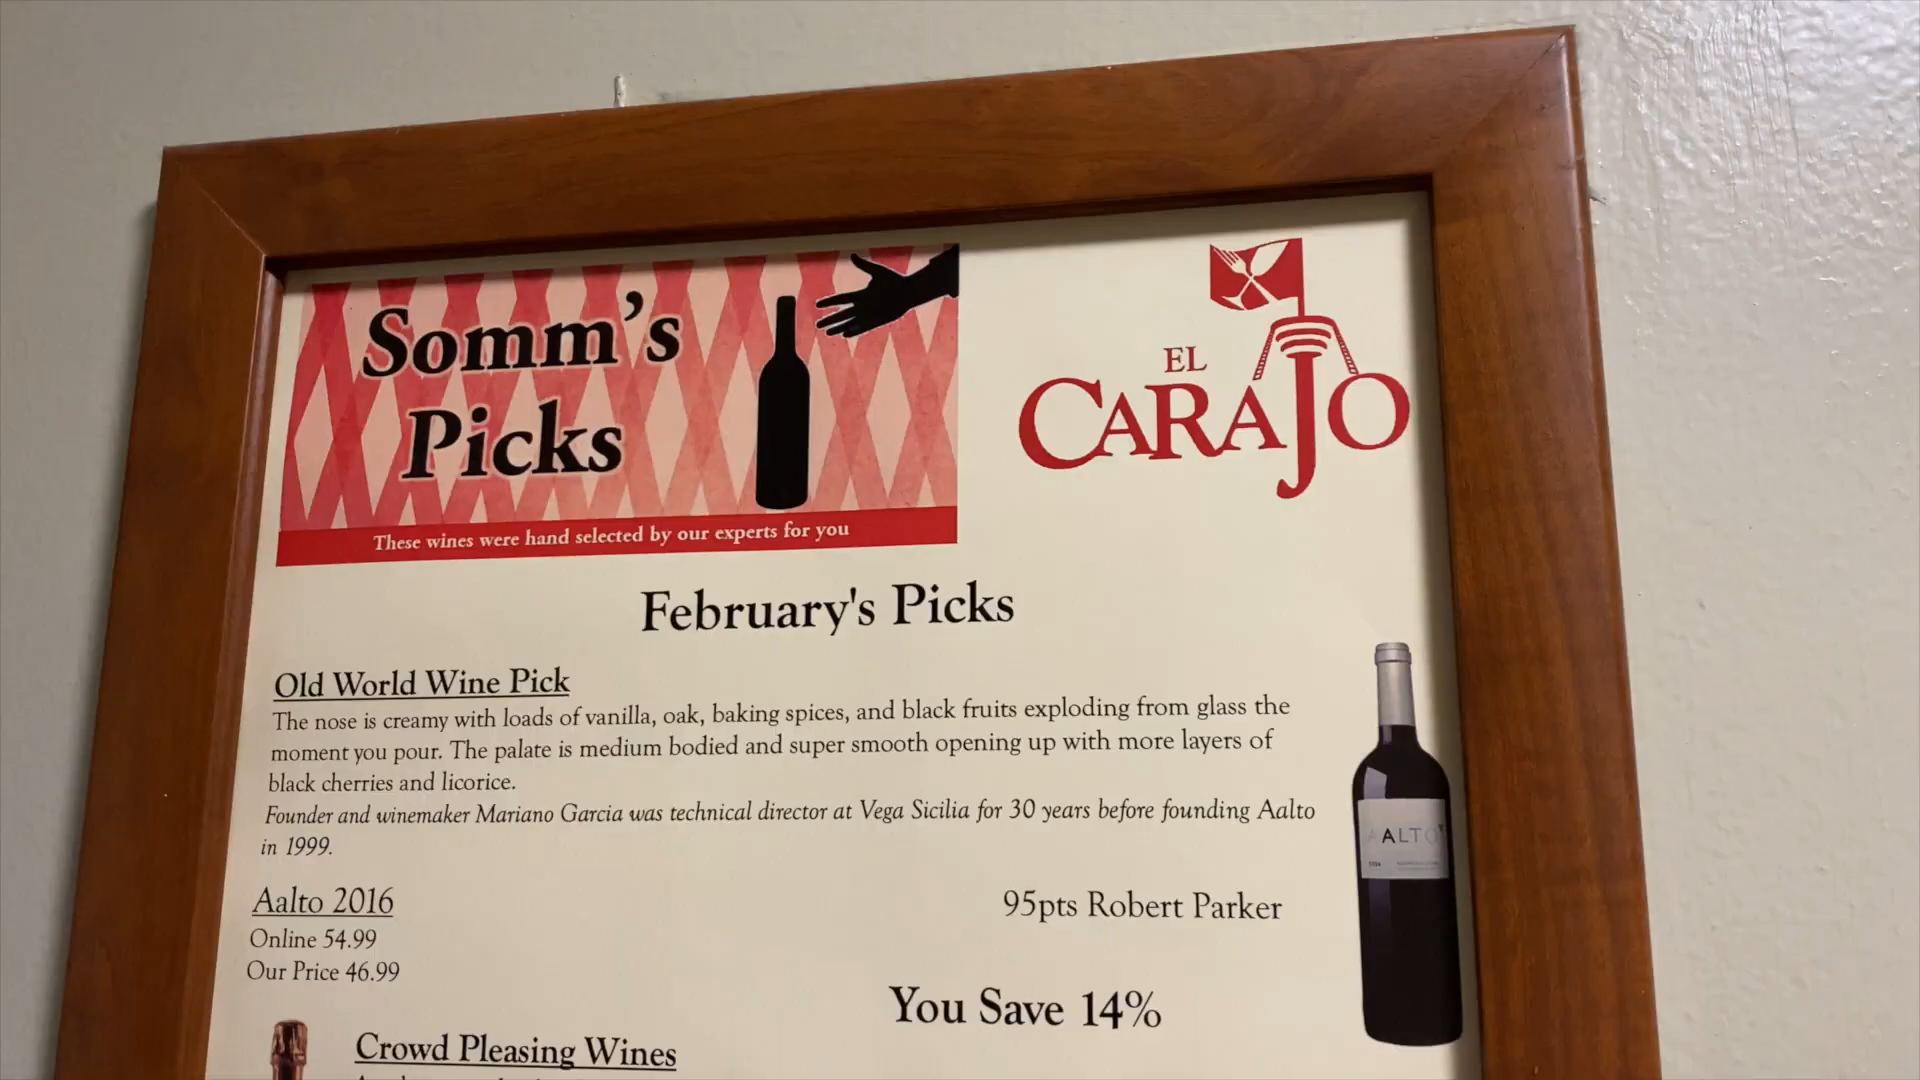 Somm's
Picks
These wines were hand selected by our experts for you
EL
CARAJO
February's Picks
Old World Wine Pick
The nose is creamy with loads of vanilla, oak, baking spices, and black fruits exploding from glass the
moment you pour. The palate is medium bodied and super smooth opening up with more layers of
black cherries and licorice.
Founder and winemaker Mariano Garcia was technical director at Vega Sicilia for 30 years before founding Aalto
in 1999.
AALTO
Aalto 2016
95pts Robert Parker
Online 54.99
Our Price 46.99
You Save 14%
Crowd Pleasing Wines